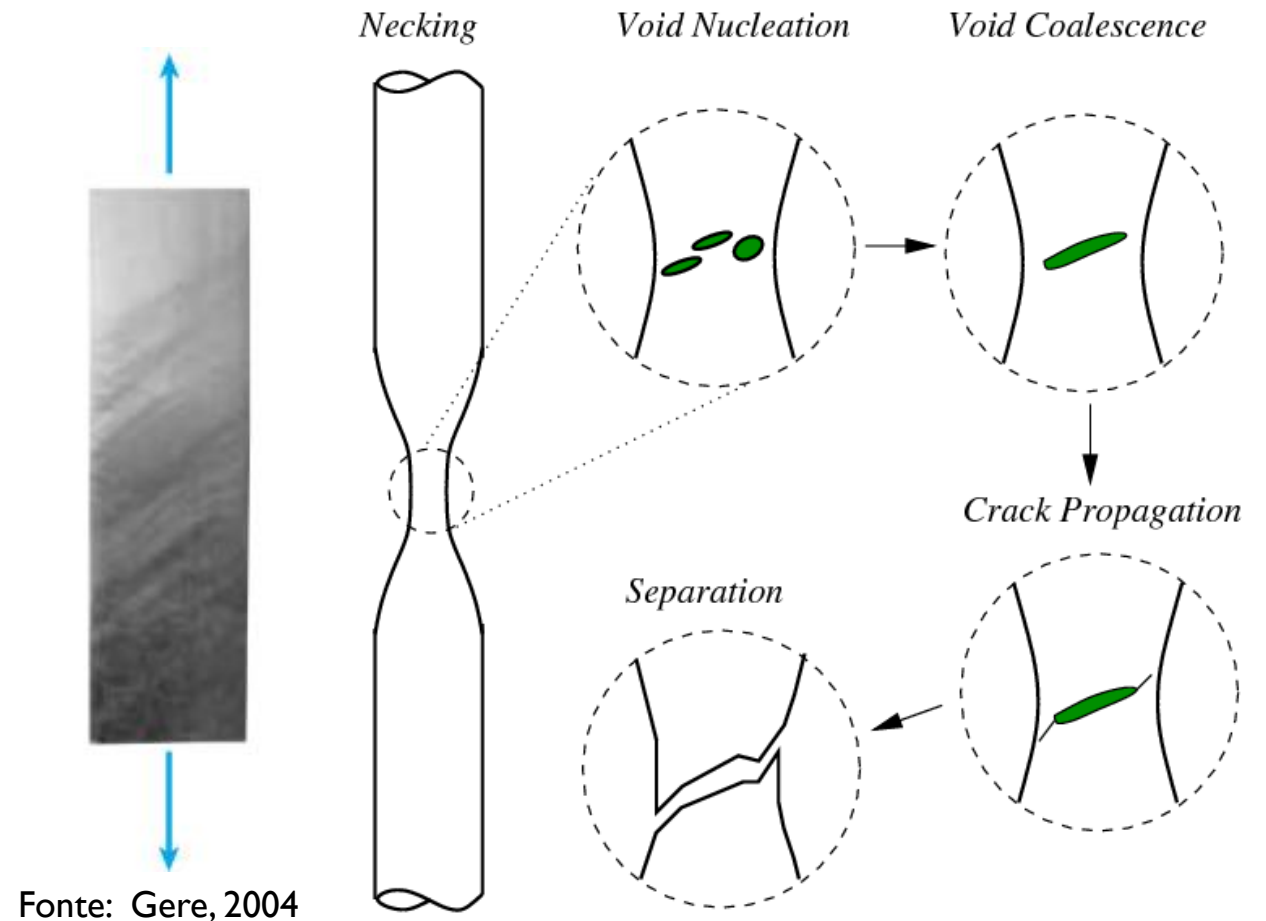 Necking
Void Nucleation
Void Coalescence
Crack Propagation
Separation
Fonte: Gere, 2004